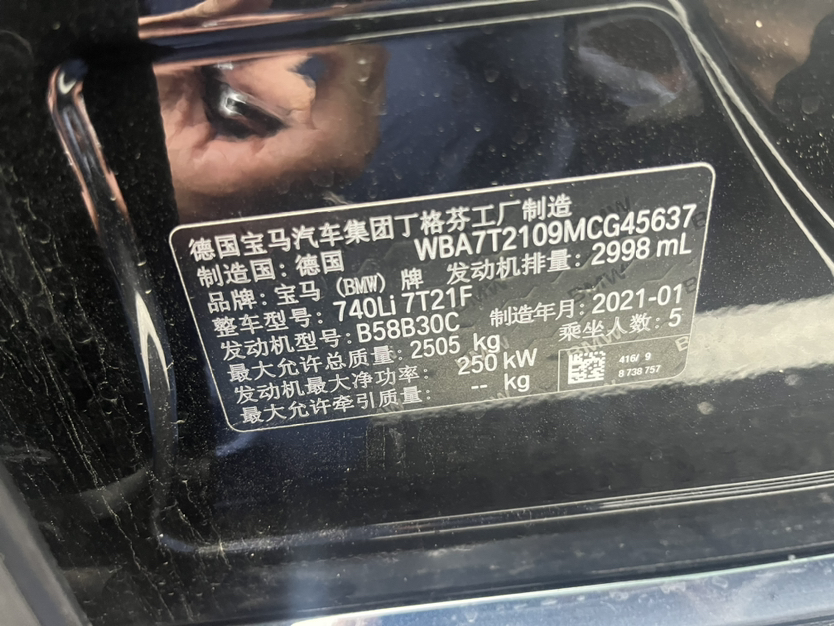 德国宝马汽车集团丁格芬工厂制造
制造国：德国 WBA7T2109MCG45637
品牌：宝马（BMW）牌 发动机排量：2998 mL
整车型号：740Li 7T21F
发动机型号：B58B30C 制造年月：2021-01
最大允许总质量：2505 kg 乘坐人数：5
发动机最大净功率：250 kW
最大允许牵引质量：-- kg
416/ 9
8 738 757